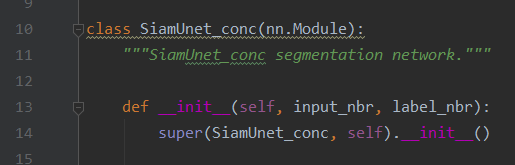 9
10 class SiamUnet_conc(nn.Module):
11 """SiamUnet_conc segmentation network."""
12
13 def __init__(self, input_nbr, label_nbr):
14 super(SiamUnet_conc, self).__init__()
15